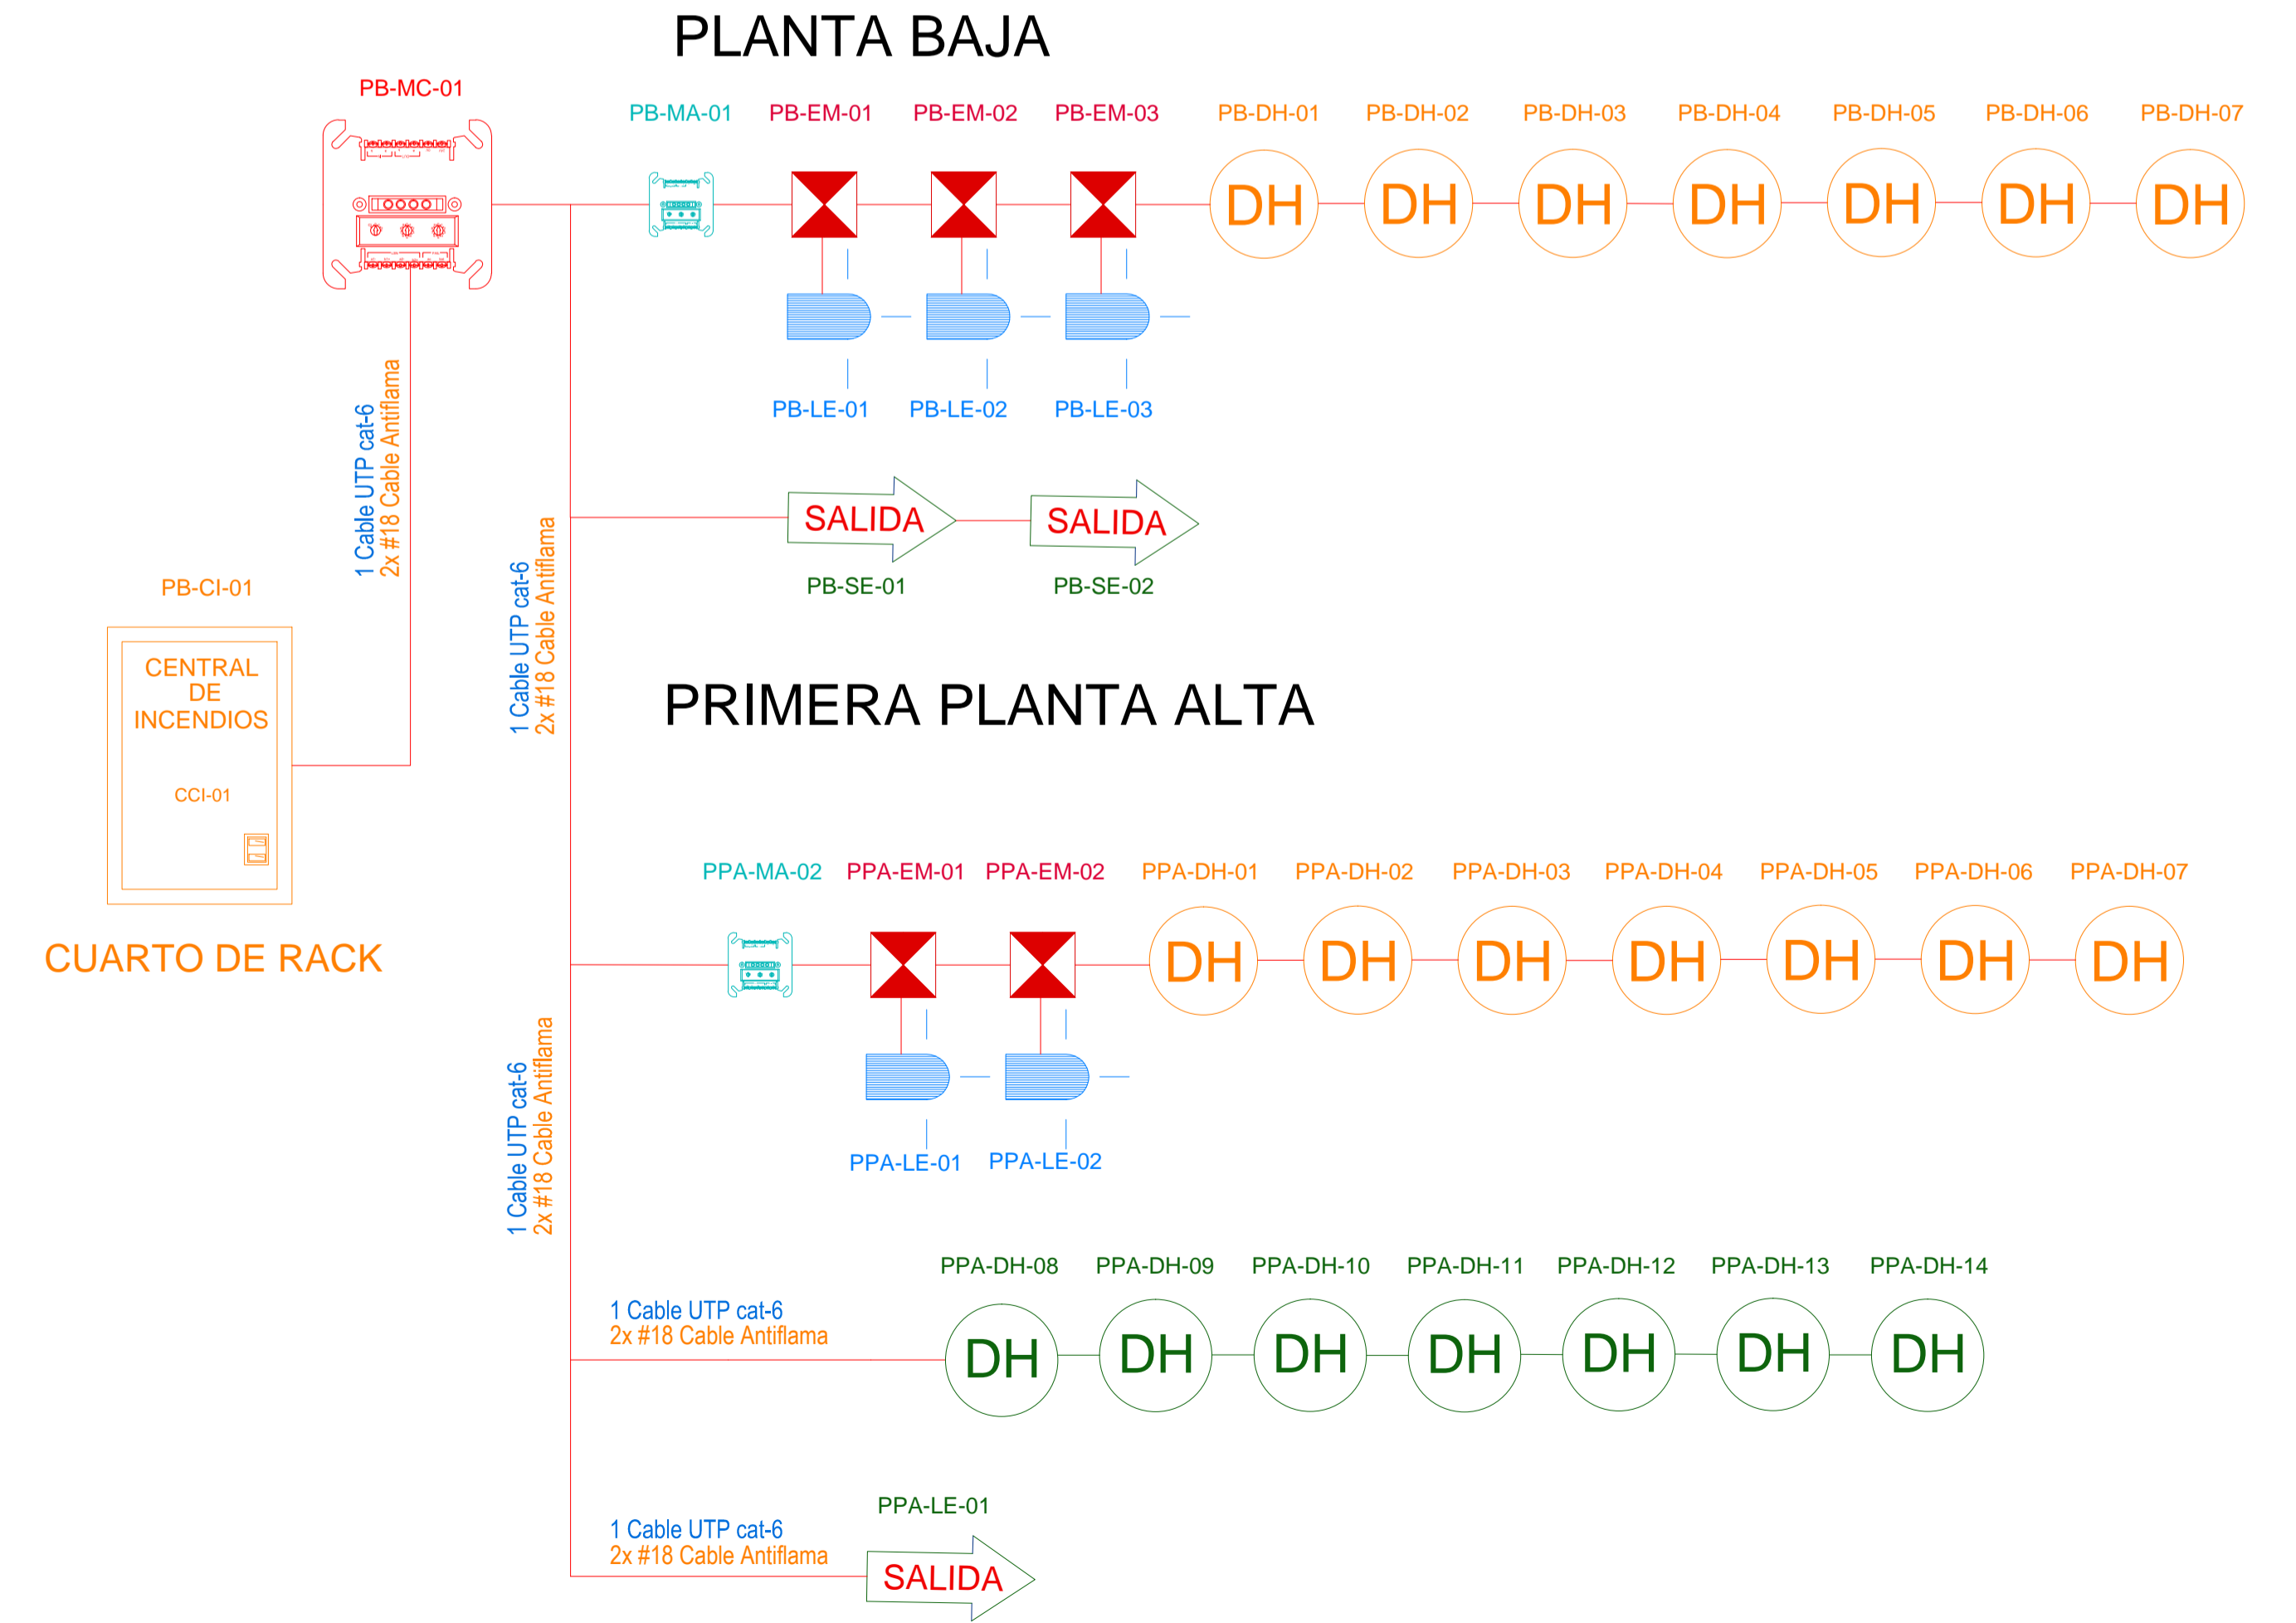 PLANTA BAJA
PB-MC-01
PB-MA-01
PB-EM-01
PB-EM-02
PB-EM-03
PB-DH-01
PB-DH-02
PB-DH-03
PB-DH-04
PB-DH-05
PB-DH-06
PB-DH-07
DH
DH
DH
DH
DH
DH
DH
PB-LE-01
PB-LE-02
PB-LE-03
1 Cable UTP cat-6
2x #18 Cable Antiflama
SALIDA
SALIDA
PB-SE-01
PB-SE-02
1 Cable UTP cat-6
2x #18 Cable Antiflama
PB-CI-01
CENTRAL
DE
INCENDIOS
CCI-01
CUARTO DE RACK
PRIMERA PLANTA ALTA
PPA-MA-02
PPA-EM-01
PPA-EM-02
PPA-DH-01
PPA-DH-02
PPA-DH-03
PPA-DH-04
PPA-DH-05
PPA-DH-06
PPA-DH-07
DH
DH
DH
DH
DH
DH
DH
PPA-LE-01
PPA-LE-02
1 Cable UTP cat-6
2x #18 Cable Antiflama
PPA-DH-08
PPA-DH-09
PPA-DH-10
PPA-DH-11
PPA-DH-12
PPA-DH-13
PPA-DH-14
1 Cable UTP cat-6
2x #18 Cable Antiflama
DH
DH
DH
DH
DH
DH
DH
PPA-LE-01
1 Cable UTP cat-6
2x #18 Cable Antiflama
SALIDA